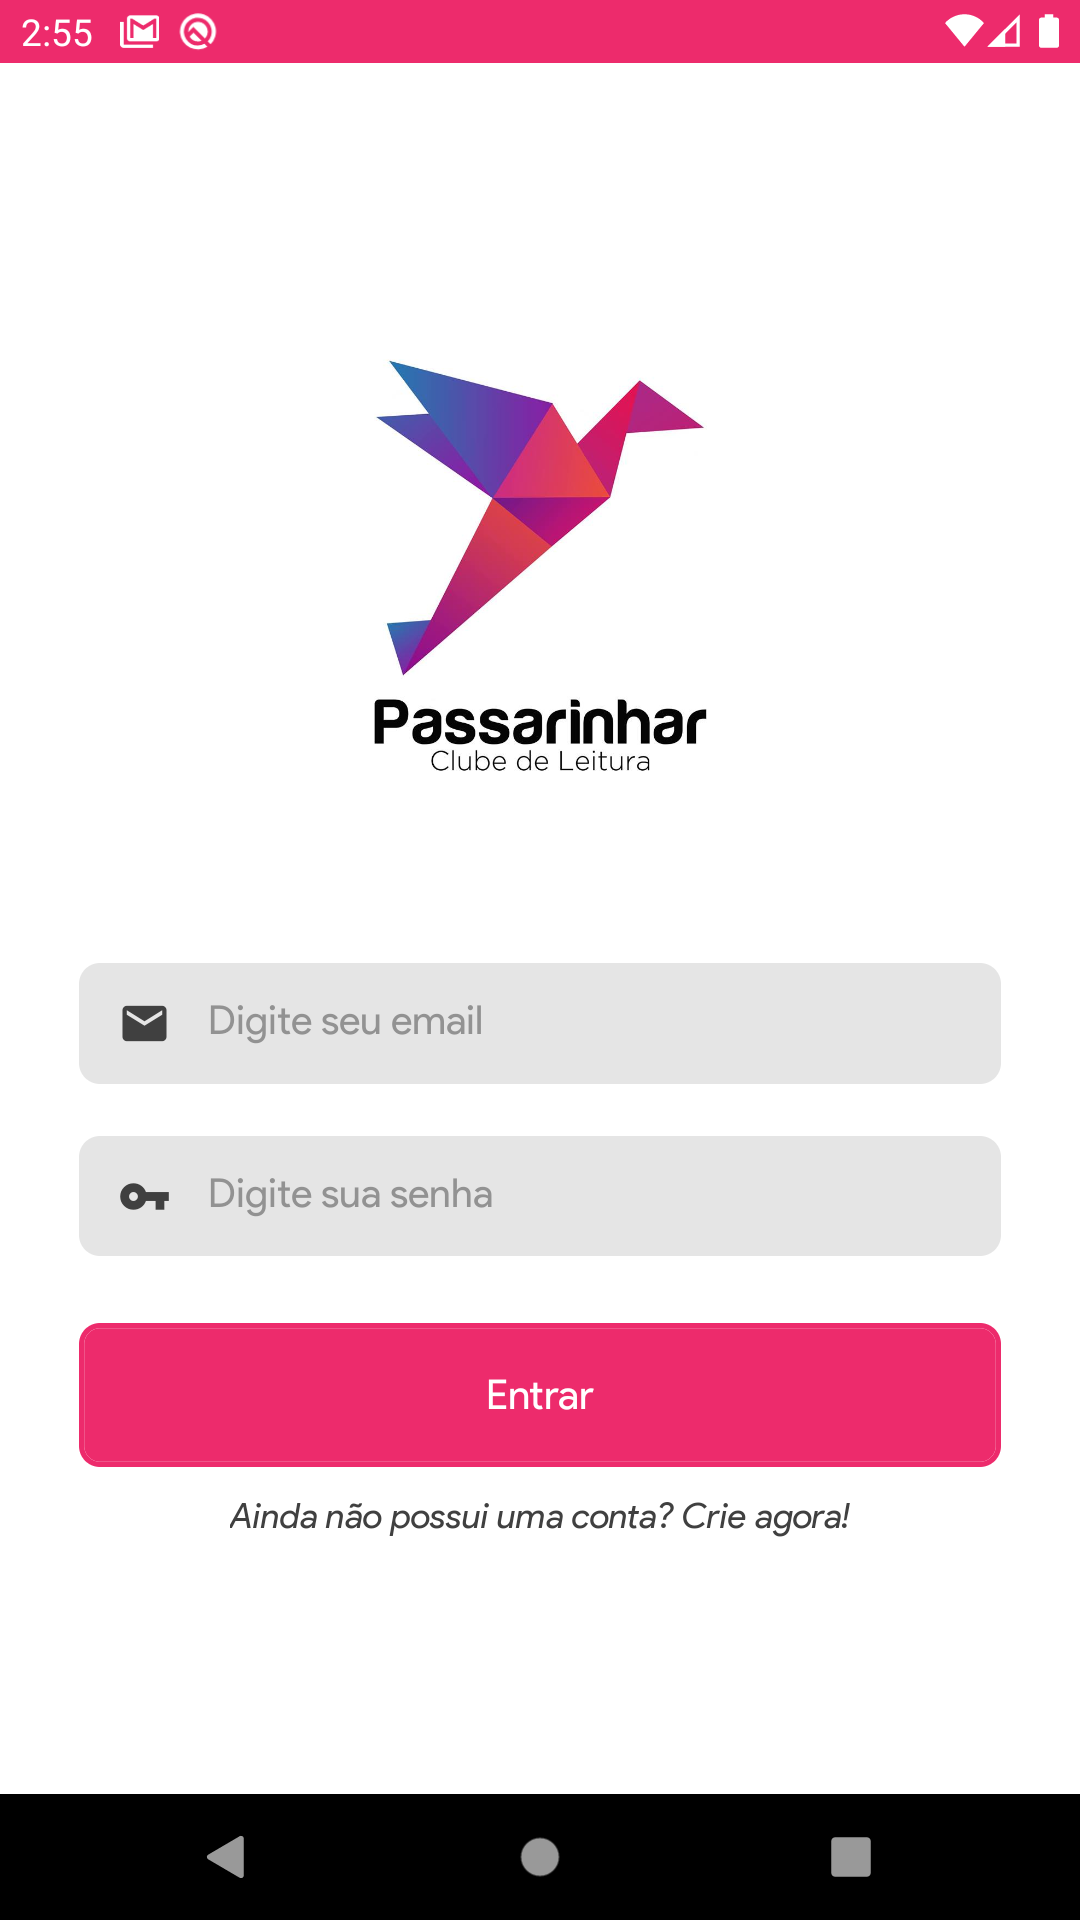 2:55
Passarinhar
Clube de Leitura
Digite seu email
Digite sua senha
Entrar
Ainda não possui uma conta? Crie agora!